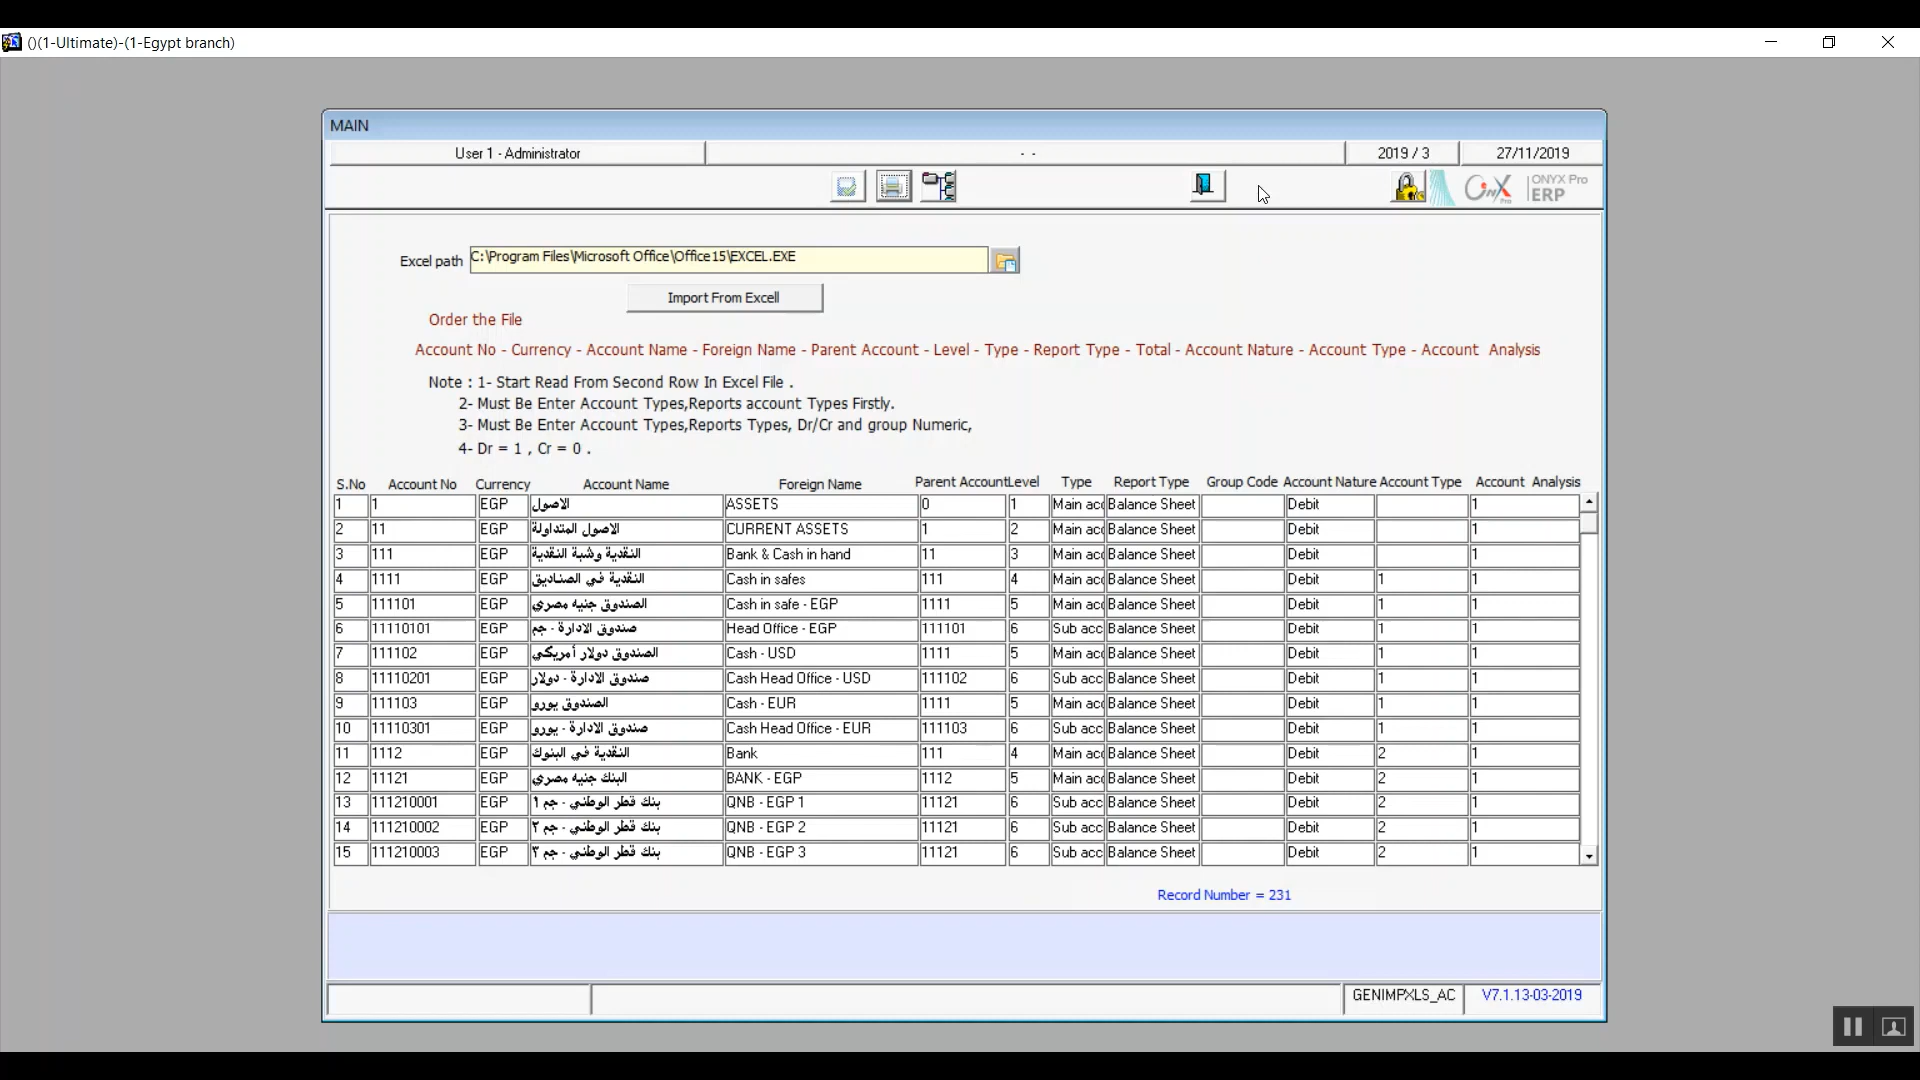 ()(1-Ultimate)-(1-Egypt branch)
MAIN
User 1 - Administrator - - 2019 / 3 27/11/2019
Onyx Pro ONYX Pro ERP
Excel path C:\Program Files\Microsoft Office\Office15\EXCEL.EXE
Import From Excell
Order the File
Account No - Currency - Account Name - Foreign Name - Parent Account - Level - Type - Report Type - Total - Account Nature - Account Type - Account Analysis
Note : 1- Start Read From Second Row In Excel File .
2- Must Be Enter Account Types,Reports account Types Firstly.
3- Must Be Enter Account Types,Reports Types, Dr/Cr and group Numeric,
4- Dr = 1 , Cr = 0 .
S.No Account No Currency Account Name Foreign Name Parent Account Level Type Report Type Group Code Account Nature Account Type Account Analysis
1 1 EGP الاصول ASSETS 0 1 Main acc Balance Sheet Debit 1
2 11 EGP الاصول المتداولة CURRENT ASSETS 1 2 Main acc Balance Sheet Debit 1
3 111 EGP النقدية وشبة النقدية Bank & Cash in hand 11 3 Main acc Balance Sheet Debit 1
4 1111 EGP النقدية في الصناديق Cash in safes 111 4 Main acc Balance Sheet Debit 1 1
5 111101 EGP الصندوق جنيه مصري Cash in safe - EGP 1111 5 Main acc Balance Sheet Debit 1 1
6 11110101 EGP صندوق الادارة - جم Head Office - EGP 111101 6 Sub acc Balance Sheet Debit 1 1
7 111102 EGP الصندوق دولار أمريكي Cash - USD 1111 5 Main acc Balance Sheet Debit 1 1
8 11110201 EGP صندوق الادارة - دولار Cash Head Office - USD 111102 6 Sub acc Balance Sheet Debit 1 1
9 111103 EGP الصندوق يورو Cash - EUR 1111 5 Main acc Balance Sheet Debit 1 1
10 11110301 EGP صندوق الادارة - يورو Cash Head Office - EUR 111103 6 Sub acc Balance Sheet Debit 1 1
11 1112 EGP النقدية في البنوك Bank 111 4 Main acc Balance Sheet Debit 2 1
12 11121 EGP البنك جنيه مصري BANK - EGP 1112 5 Main acc Balance Sheet Debit 2 1
13 111210001 EGP بنك قطر الوطني - جم ١ QNB - EGP 1 11121 6 Sub acc Balance Sheet Debit 2 1
14 111210002 EGP بنك قطر الوطني - جم ٢ QNB - EGP 2 11121 6 Sub acc Balance Sheet Debit 2 1
15 111210003 EGP بنك قطر الوطني - جم ٣ QNB - EGP 3 11121 6 Sub acc Balance Sheet Debit 2 1
Record Number = 231
GENIMPXLS_AC V7.1.13-03-2019